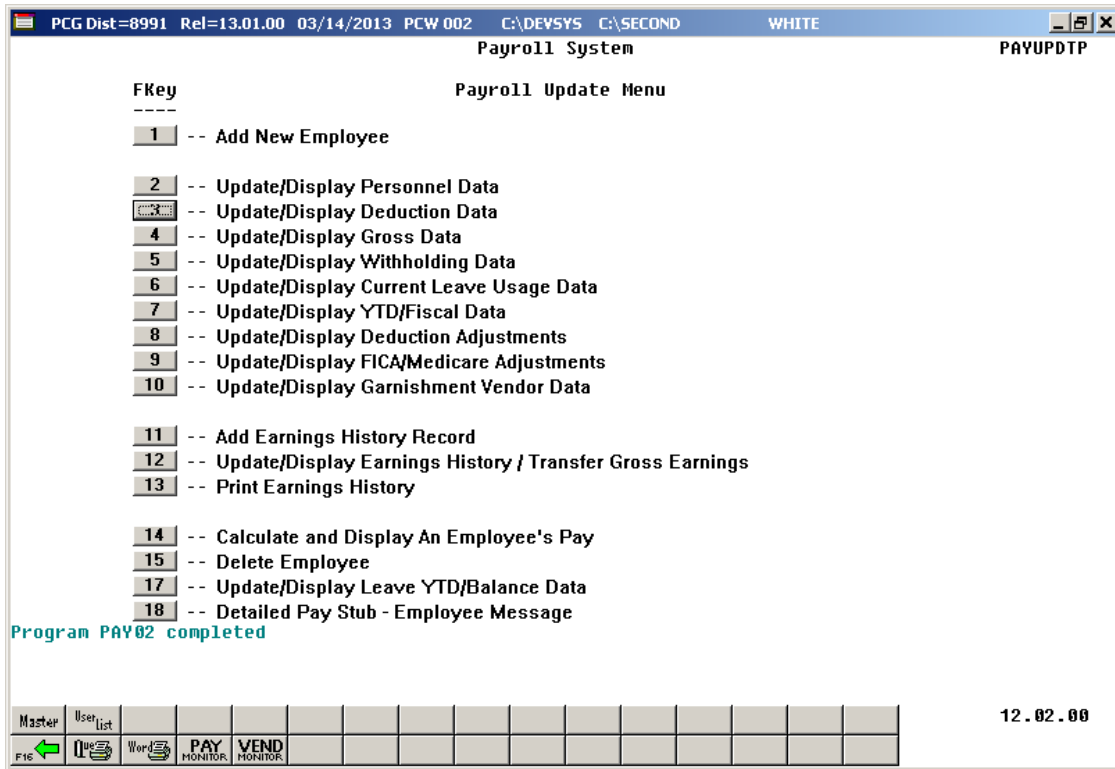 PCG Dist=8991 Rel=13.01.00 03/14/2013 PCW 002 C:\DEVSYS C:\SECOND WHITE
Payroll System PAYUPDTP
FKey Payroll Update Menu
----
1 -- Add New Employee
2 -- Update/Display Personnel Data
3 -- Update/Display Deduction Data
4 -- Update/Display Gross Data
5 -- Update/Display Withholding Data
6 -- Update/Display Current Leave Usage Data
7 -- Update/Display YTD/Fiscal Data
8 -- Update/Display Deduction Adjustments
9 -- Update/Display FICA/Medicare Adjustments
10 -- Update/Display Garnishment Vendor Data
11 -- Add Earnings History Record
12 -- Update/Display Earnings History / Transfer Gross Earnings
13 -- Print Earnings History
14 -- Calculate and Display An Employee's Pay
15 -- Delete Employee
17 -- Update/Display Leave YTD/Balance Data
18 -- Detailed Pay Stub - Employee Message
Program PAY02 completed
Master User List 12.02.00
F16 Que Word PAY MONITOR VEND MONITOR